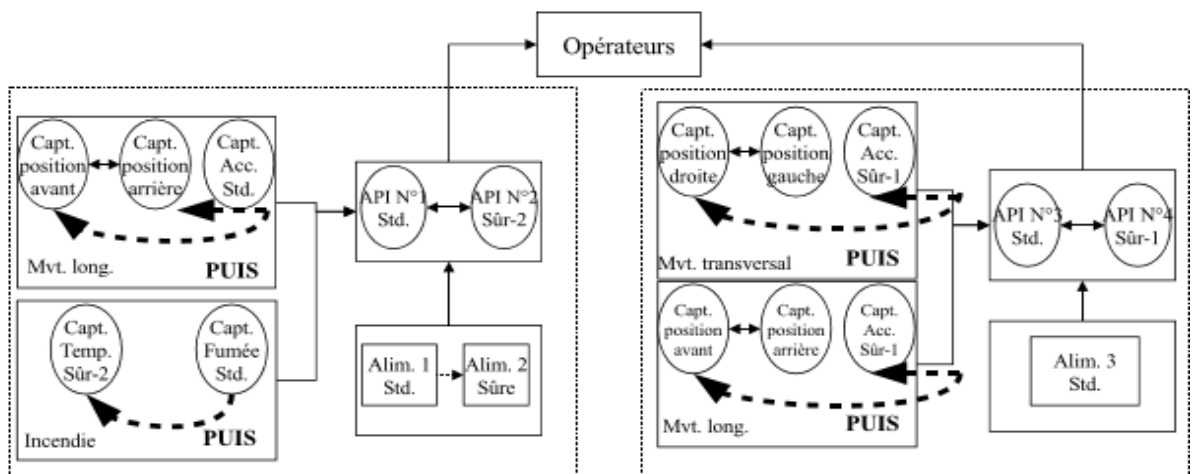 Opérateurs
Capt.
position
avant
Capt.
position
arrière
Capt.
Acc.
Std.
Mvt. long.
PUIS
Capt.
Temp.
Sûr-2
Capt.
Fumée
Std.
Incendie
PUIS
API N°1
Std.
API N°2
Sûr-2
Alim. 1
Std.
Alim. 2
Sûre
Capt.
position
droite
Capt.
position
gauche
Capt.
Acc.
Sûr-1
Mvt. transversal
PUIS
Capt.
position
avant
Capt.
position
arrière
Capt.
Acc.
Sûr-1
Mvt. long.
PUIS
API N°3
Std.
API N°4
Sûr-1
Alim. 3
Std.